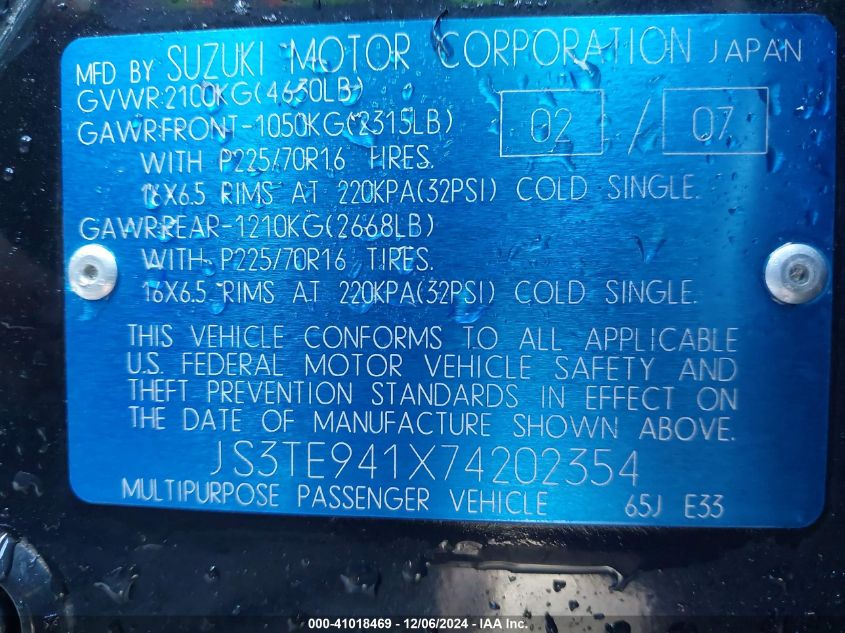 MFD BY SUZUKI MOTOR CORPORATION JAPAN
GVWR:2100KG(4630LB)
GAWR:FRONT-1050KG(2315LB) 02 / 07
WITH P225/70R16 TIRES.
16X6.5 RIMS AT 220KPA(32PSI) COLD SINGLE.
GAWR:REAR-1210KG(2668LB)
WITH P225/70R16 TIRES.
16X6.5 RIMS AT 220KPA(32PSI) COLD SINGLE.
THIS VEHICLE CONFORMS TO ALL APPLICABLE
U.S. FEDERAL MOTOR VEHICLE SAFETY AND
THEFT PREVENTION STANDARDS IN EFFECT ON
THE DATE OF MANUFACTURE SHOWN ABOVE.
JS3TE941X74202354
MULTIPURPOSE PASSENGER VEHICLE 65J E33
000-41018469 - 12/06/2024 - IAA Inc.